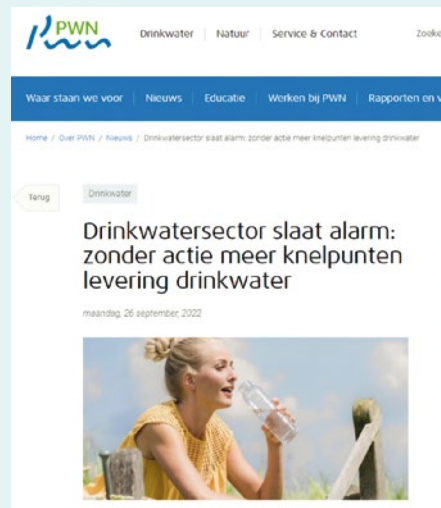 PWN
Drinkwater Natuur Service & Contact Zoeke
Waar staan we voor Nieuws Educatie Werken bij PWN Rapporten en v
Home / Over PWN / Nieuws / Drinkwatersector slaat alarm: zonder actie meer knelpunten levering drinkwater
Terug
Drinkwater
Drinkwatersector slaat alarm:
zonder actie meer knelpunten
levering drinkwater
maandag, 26 september, 2022